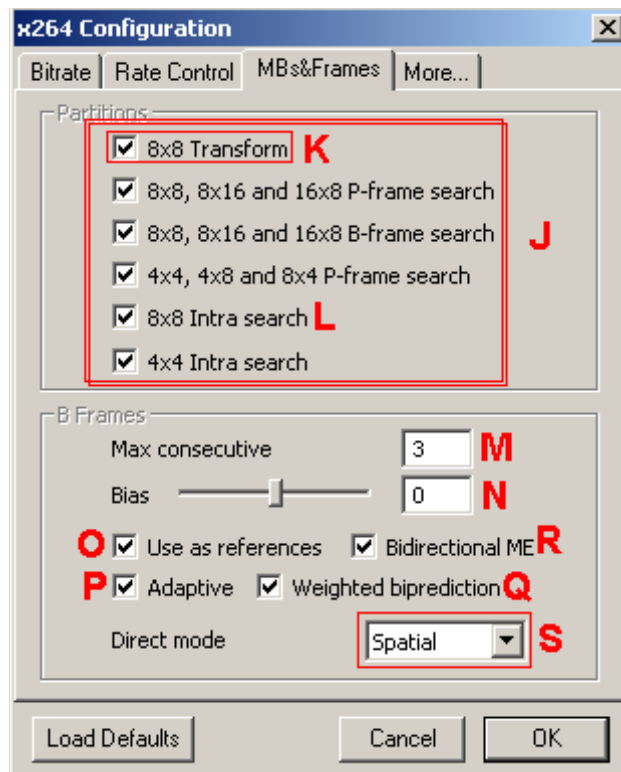 x264 Configuration
Bitrate Rate Control MBs&Frames More...
Partitions
8x8 Transform K
8x8, 8x16 and 16x8 P-frame search
8x8, 8x16 and 16x8 B-frame search J
4x4, 4x8 and 8x4 P-frame search
8x8 Intra search L
4x4 Intra search
B Frames
Max consecutive 3 M
Bias 0 N
O Use as references Bidirectional ME R
P Adaptive Weighted biprediction Q
Direct mode Spatial S
Load Defaults Cancel OK